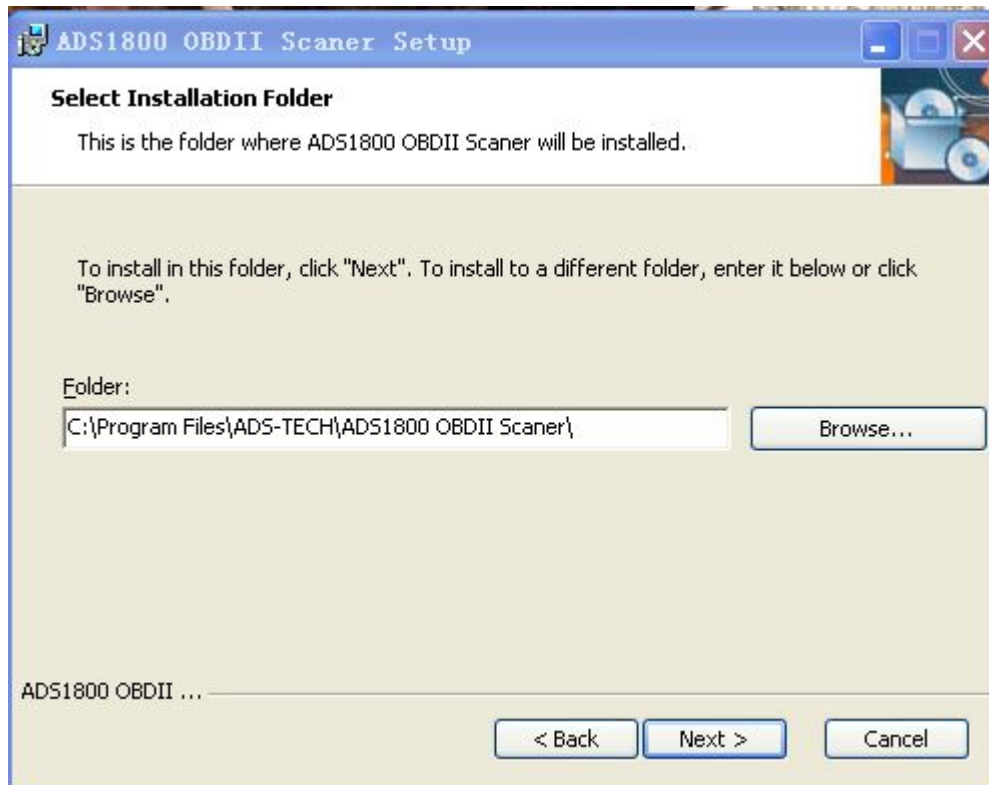 ADS1800 OBDII Scaner Setup
Select Installation Folder
This is the folder where ADS1800 OBDII Scaner will be installed.
To install in this folder, click "Next". To install to a different folder, enter it below or click
"Browse".
Folder:
C:\Program Files\ADS-TECH\ADS1800 OBDII Scaner\
Browse...
ADS1800 OBDII ...
< Back
Next >
Cancel